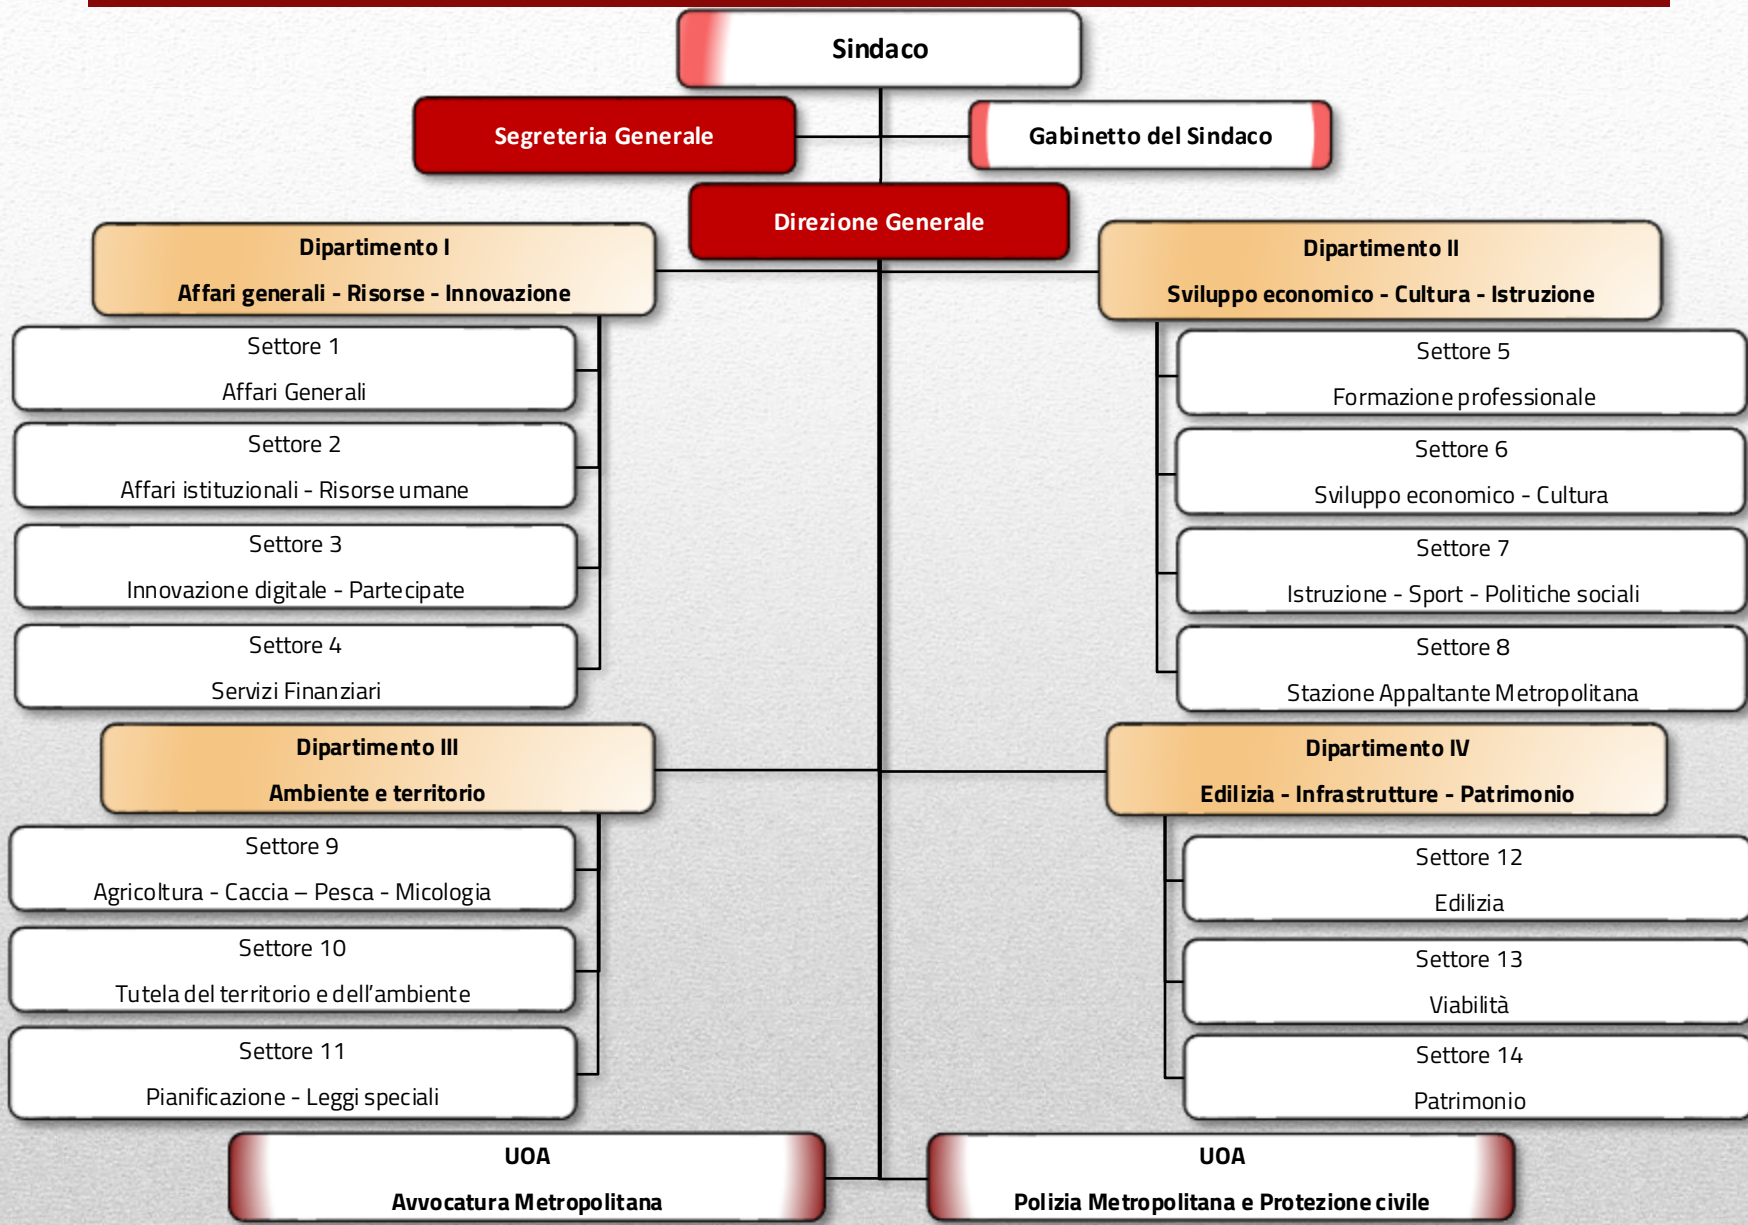 Sindaco
Segreteria Generale
Gabinetto del Sindaco
Direzione Generale
Dipartimento I
Affari generali - Risorse - Innovazione
Settore 1
Affari Generali
Settore 2
Affari istituzionali - Risorse umane
Settore 3
Innovazione digitale - Partecipate
Settore 4
Servizi Finanziari
Dipartimento II
Sviluppo economico - Cultura - Istruzione
Settore 5
Formazione professionale
Settore 6
Sviluppo economico - Cultura
Settore 7
Istruzione - Sport - Politiche sociali
Settore 8
Stazione Appaltante Metropolitana
Dipartimento III
Ambiente e territorio
Settore 9
Agricoltura - Caccia – Pesca - Micologia
Settore 10
Tutela del territorio e dell’ambiente
Settore 11
Pianificazione - Leggi speciali
Dipartimento IV
Edilizia - Infrastrutture - Patrimonio
Settore 12
Edilizia
Settore 13
Viabilità
Settore 14
Patrimonio
UOA
Avvocatura Metropolitana
UOA
Polizia Metropolitana e Protezione civile